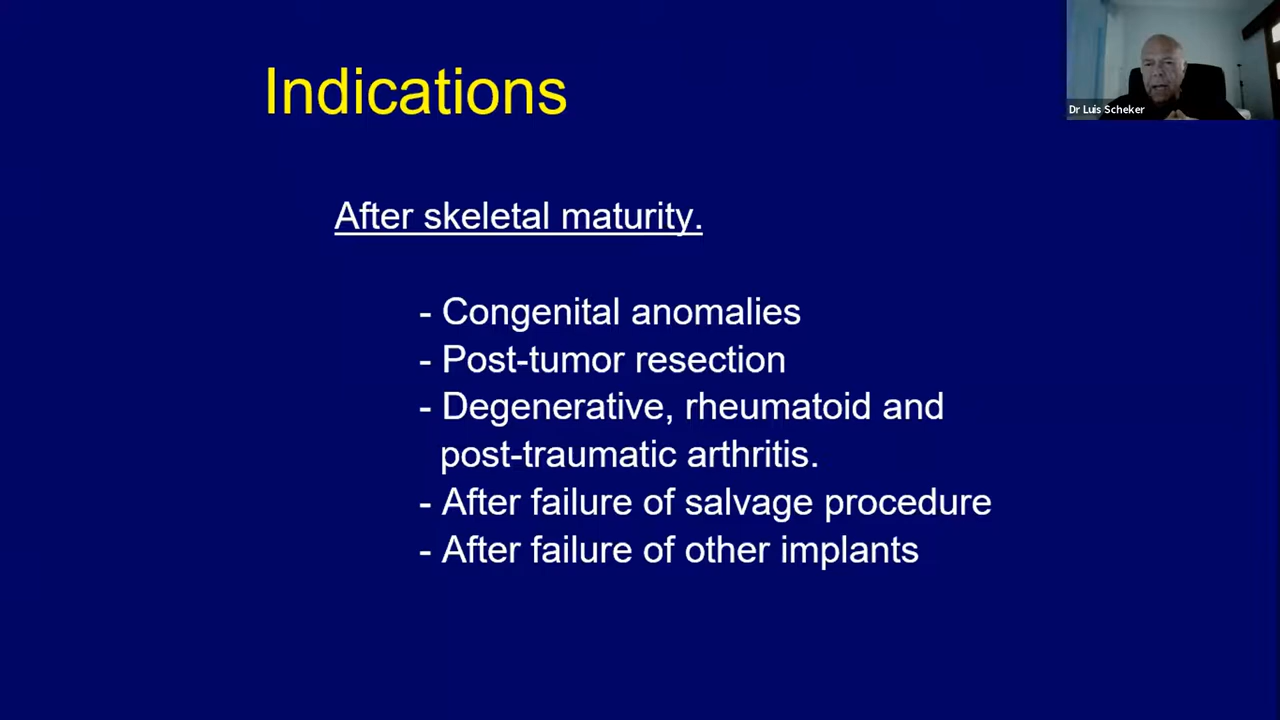 Indications
Dr Luis Scheker
After skeletal maturity.
- Congenital anomalies
- Post-tumor resection
- Degenerative, rheumatoid and
post-traumatic arthritis.
- After failure of salvage procedure
- After failure of other implants